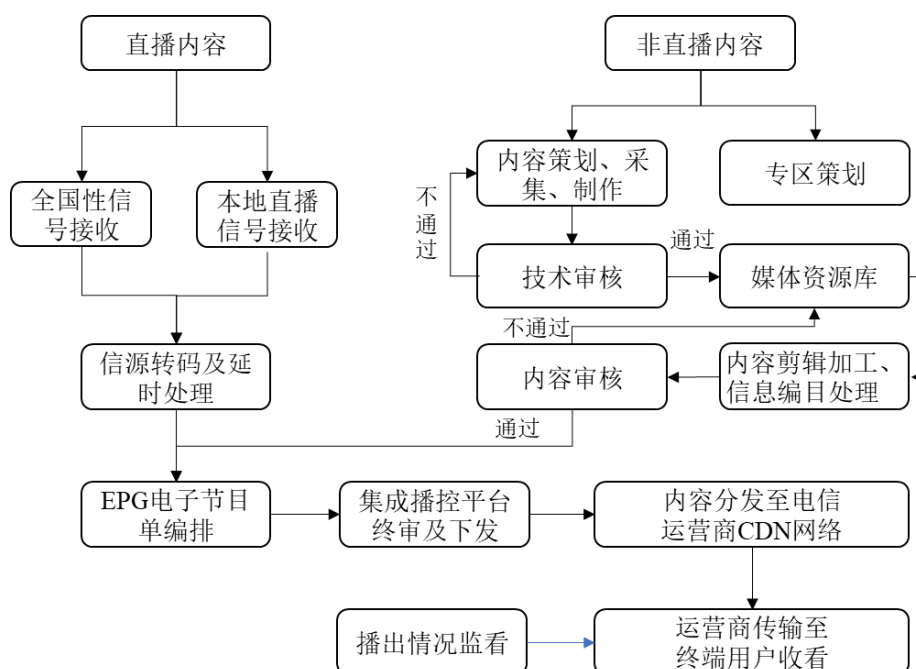 直播内容
非直播内容
全国性信
号接收
本地直播
信号接收
内容策划、采
集、制作
专区策划
不
通
过
技术审核
通过
媒体资源库
不通过
信源转码及延
时处理
内容审核
内容剪辑加工、
信息编目处理
通过
EPG电子节目
单编排
集成播控平台
终审及下发
内容分发至电信
运营商CDN网络
播出情况监看
运营商传输至
终端用户收看